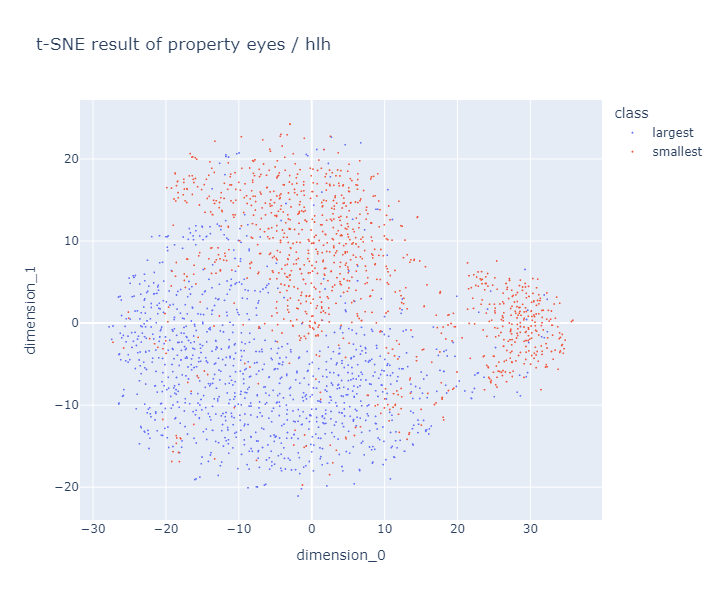 t-SNE result of property eyes / hlh
class
largest
smallest
20
10
0
−10
−20
dimension_1
−30
−20
−10
0
10
20
30
dimension_0